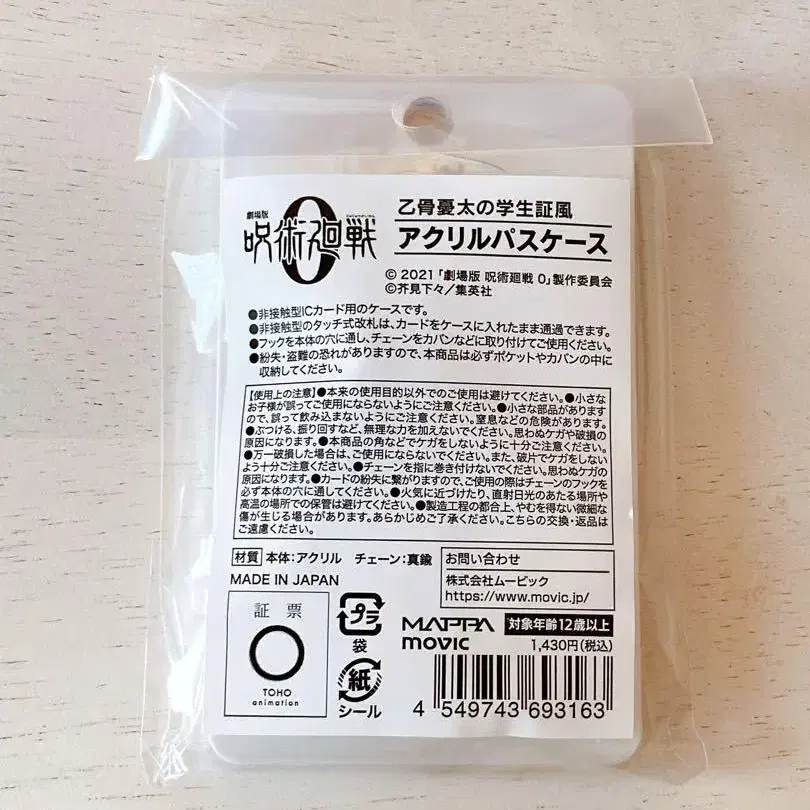 劇場版
呪術廻戦
0
乙骨憂太の学生証風
アクリルパスケース
© 2021「劇場版 呪術廻戦 0」製作委員会
©芥見下々／集英社
●非接触型ICカード用のケースです。
●非接触型のタッチ式改札は、カードをケースに入れたまま通過できます。
●フックを本体の穴に通し、チェーンをカバンなどに取り付けてご使用ください。
●紛失・盗難の恐れがありますので、本商品は必ずポケットやカバンの中に
収納してください。
【使用上の注意】●本来の使用目的以外でのご使用は避けてください。●小さな
お子様が誤ってご使用にならないようにご注意ください。●小さい部品があります
ので、誤って飲み込まないようにご注意ください。窒息などの危険があります。
●ぶつける、振り回すなど、無理な力を加えないでください。思わぬケガや破損の
原因になります。●本商品の角などでケガをしないように十分ご注意ください。
●万一破損した場合は、ご使用にならないでください。また、破片でケガをしない
よう十分ご注意ください。●チェーンを指に巻き付けないでください。思わぬケガの
原因になります。●カードの紛失に繋がりますので、ご使用の際はチェーンのフックを
必ず本体の穴に通してください。●火気に近づけたり、直射日光のあたる場所や
高温の場所での保管は避けてください。●製造工程の都合上、やむを得ない微細な
傷が生じる場合があります。あらかじめご了承ください。こちらの交換・返品は
ご遠慮ください。
材質 本体：アクリル チェーン：真鍮
MADE IN JAPAN
お問い合わせ
株式会社ムービック
https://www.movic.jp/
証 票
TOHO
animation
プラ
袋
紙
シール
MAPPA
movic
対象年齢12歳以上
1,430円(税込)
4 549743 693163